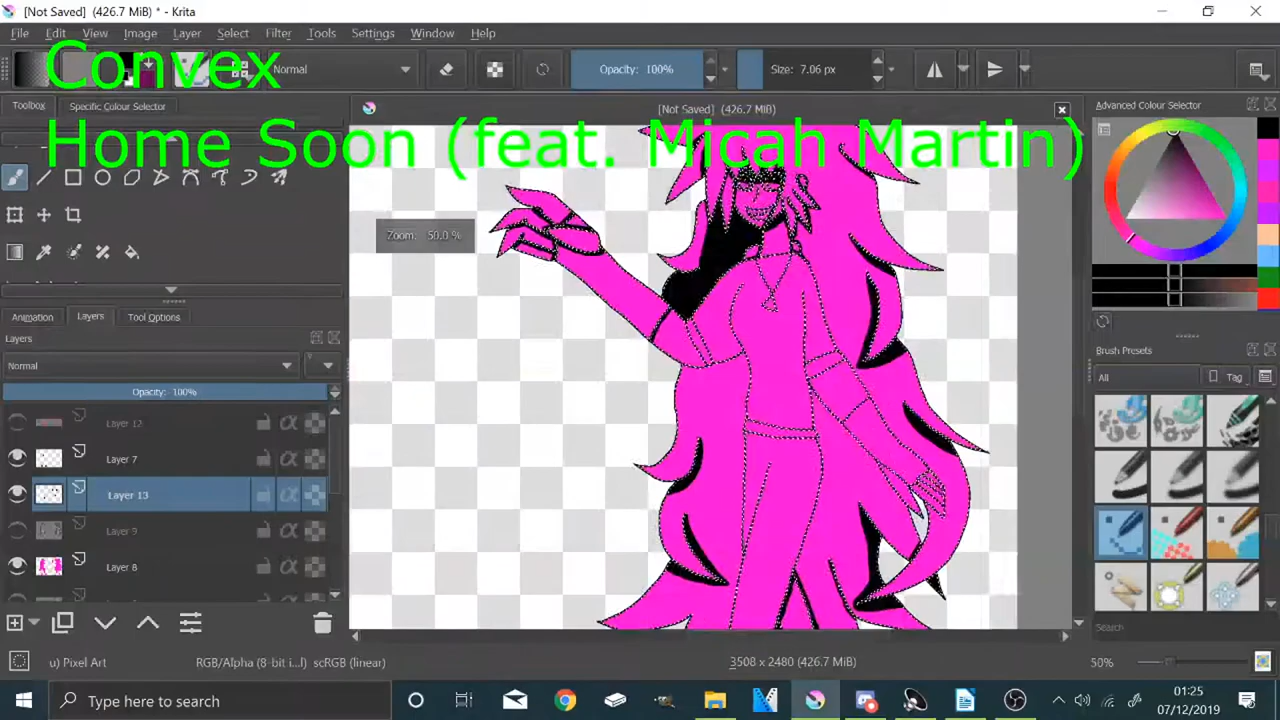 [Not Saved] (426.7 MiB) * - Krita
File Edit View Image Layer Select Filter Tools Settings Window Help
Convex
Normal
Opacity: 100%
Size: 7.06 px
Toolbox
Specific Colour Selector
[Not Saved] (426.7 MiB)
Advanced Colour Selector
Home Soon (feat. Micah Martin)
Zoom: 50.0 %
Animation
Layers
Tool Options
Layers
Normal
Opacity: 100%
Layer 12
Layer 7
Layer 13
Layer 9
Layer 8
Brush Presets
All
Tag
Search
u) Pixel Art
RGB/Alpha (8-bit i...l) scRGB (linear)
3508 x 2480 (426.7 MiB)
50%
Type here to search
01:25
07/12/2019